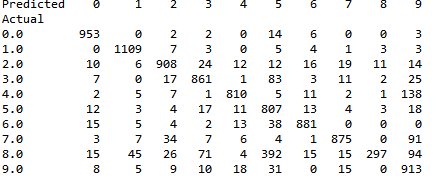 Predicted 0 1 2 3 4 5 6 7 8 9
Actual
0.0 953 0 2 2 0 14 6 0 0 3
1.0 0 1109 7 3 0 5 4 1 3 3
2.0 10 6 908 24 12 12 16 19 11 14
3.0 7 0 17 861 1 83 3 11 2 25
4.0 2 5 7 1 810 5 11 2 1 138
5.0 12 3 4 17 11 807 13 4 3 18
6.0 15 5 4 2 13 38 881 0 0 0
7.0 3 7 34 7 6 4 1 875 0 91
8.0 15 45 26 71 4 392 15 15 297 94
9.0 8 5 9 10 18 31 0 15 0 913